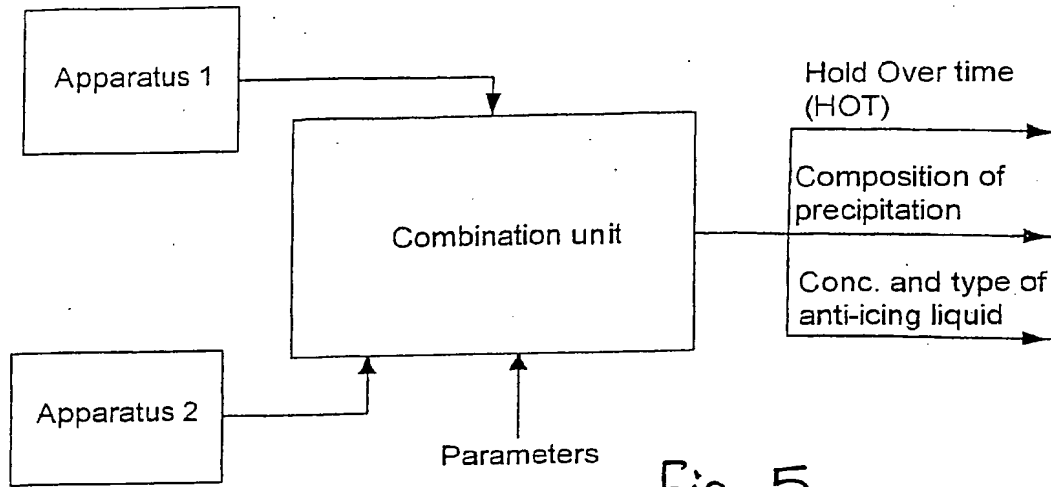 Apparatus 1
Hold Over time
(HOT)
Composition of
precipitation
Combination unit
Conc. and type of
anti-icing liquid
Apparatus 2
Parameters
Fig. 5